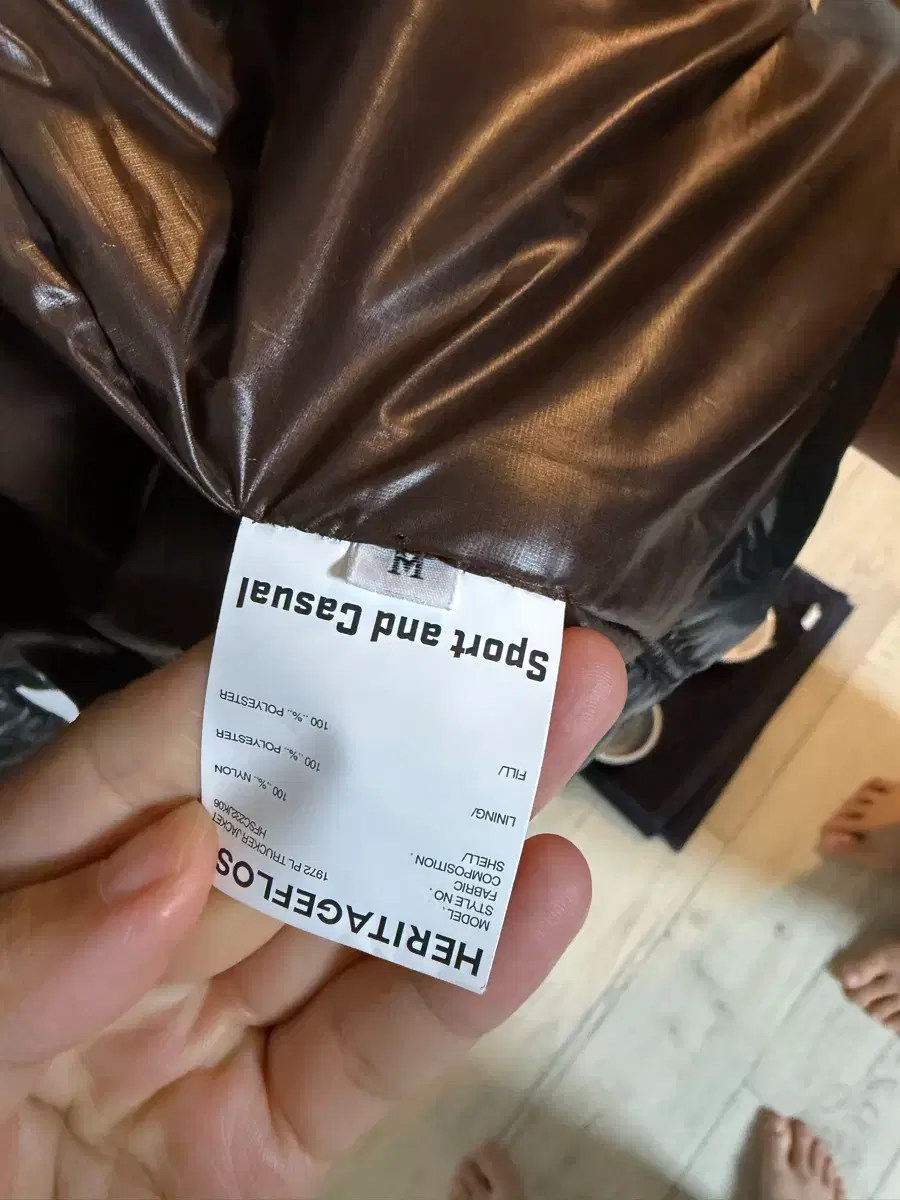 HERITAGEFLOS
MODEL. 1972 PL TRUCKER JACKET
STYLE NO. HFSC222JK06
FABRIC
COMPOSITION.
SHELL/ 100 ..%.. NYLON
LINING/ 100 ..%.. POLYESTER
FILL/ 100 ..%.. POLYESTER
Sport and Casual
M